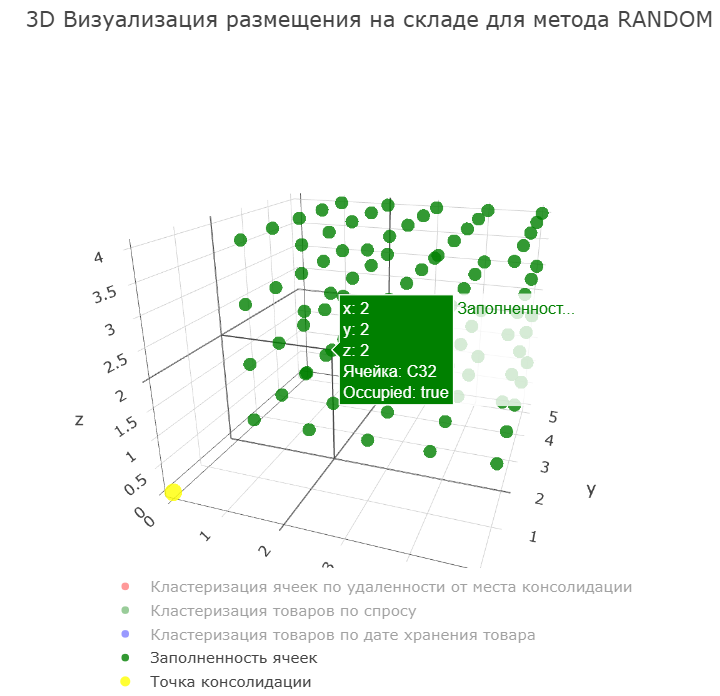 3D Визуализация размещения на складе для метода RANDOM
4
3.5
3
2.5
2
1.5
1
0.5
0
z
0
1
2
3
5
4
3
2
1
y
x: 2
y: 2
z: 2
Ячейка: C32
Occupied: true
Заполненност...
Кластеризация ячеек по удаленности от места консолидации
Кластеризация товаров по спросу
Кластеризация товаров по дате хранения товара
Заполненность ячеек
Точка консолидации